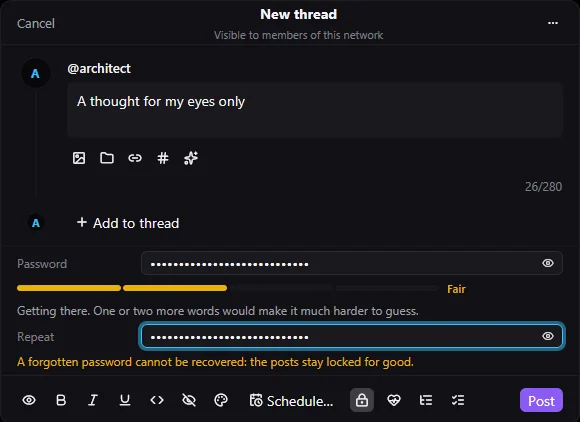 Cancel
New thread
Visible to members of this network
A
@architect
A thought for my eyes only
26/280
A
+ Add to thread
Password
••••••••••••••••••••••••••••
Fair
Getting there. One or two more words would make it much harder to guess.
Repeat
••••••••••••••••••••••••••••
A forgotten password cannot be recovered: the posts stay locked for good.
B I U Schedule... Post